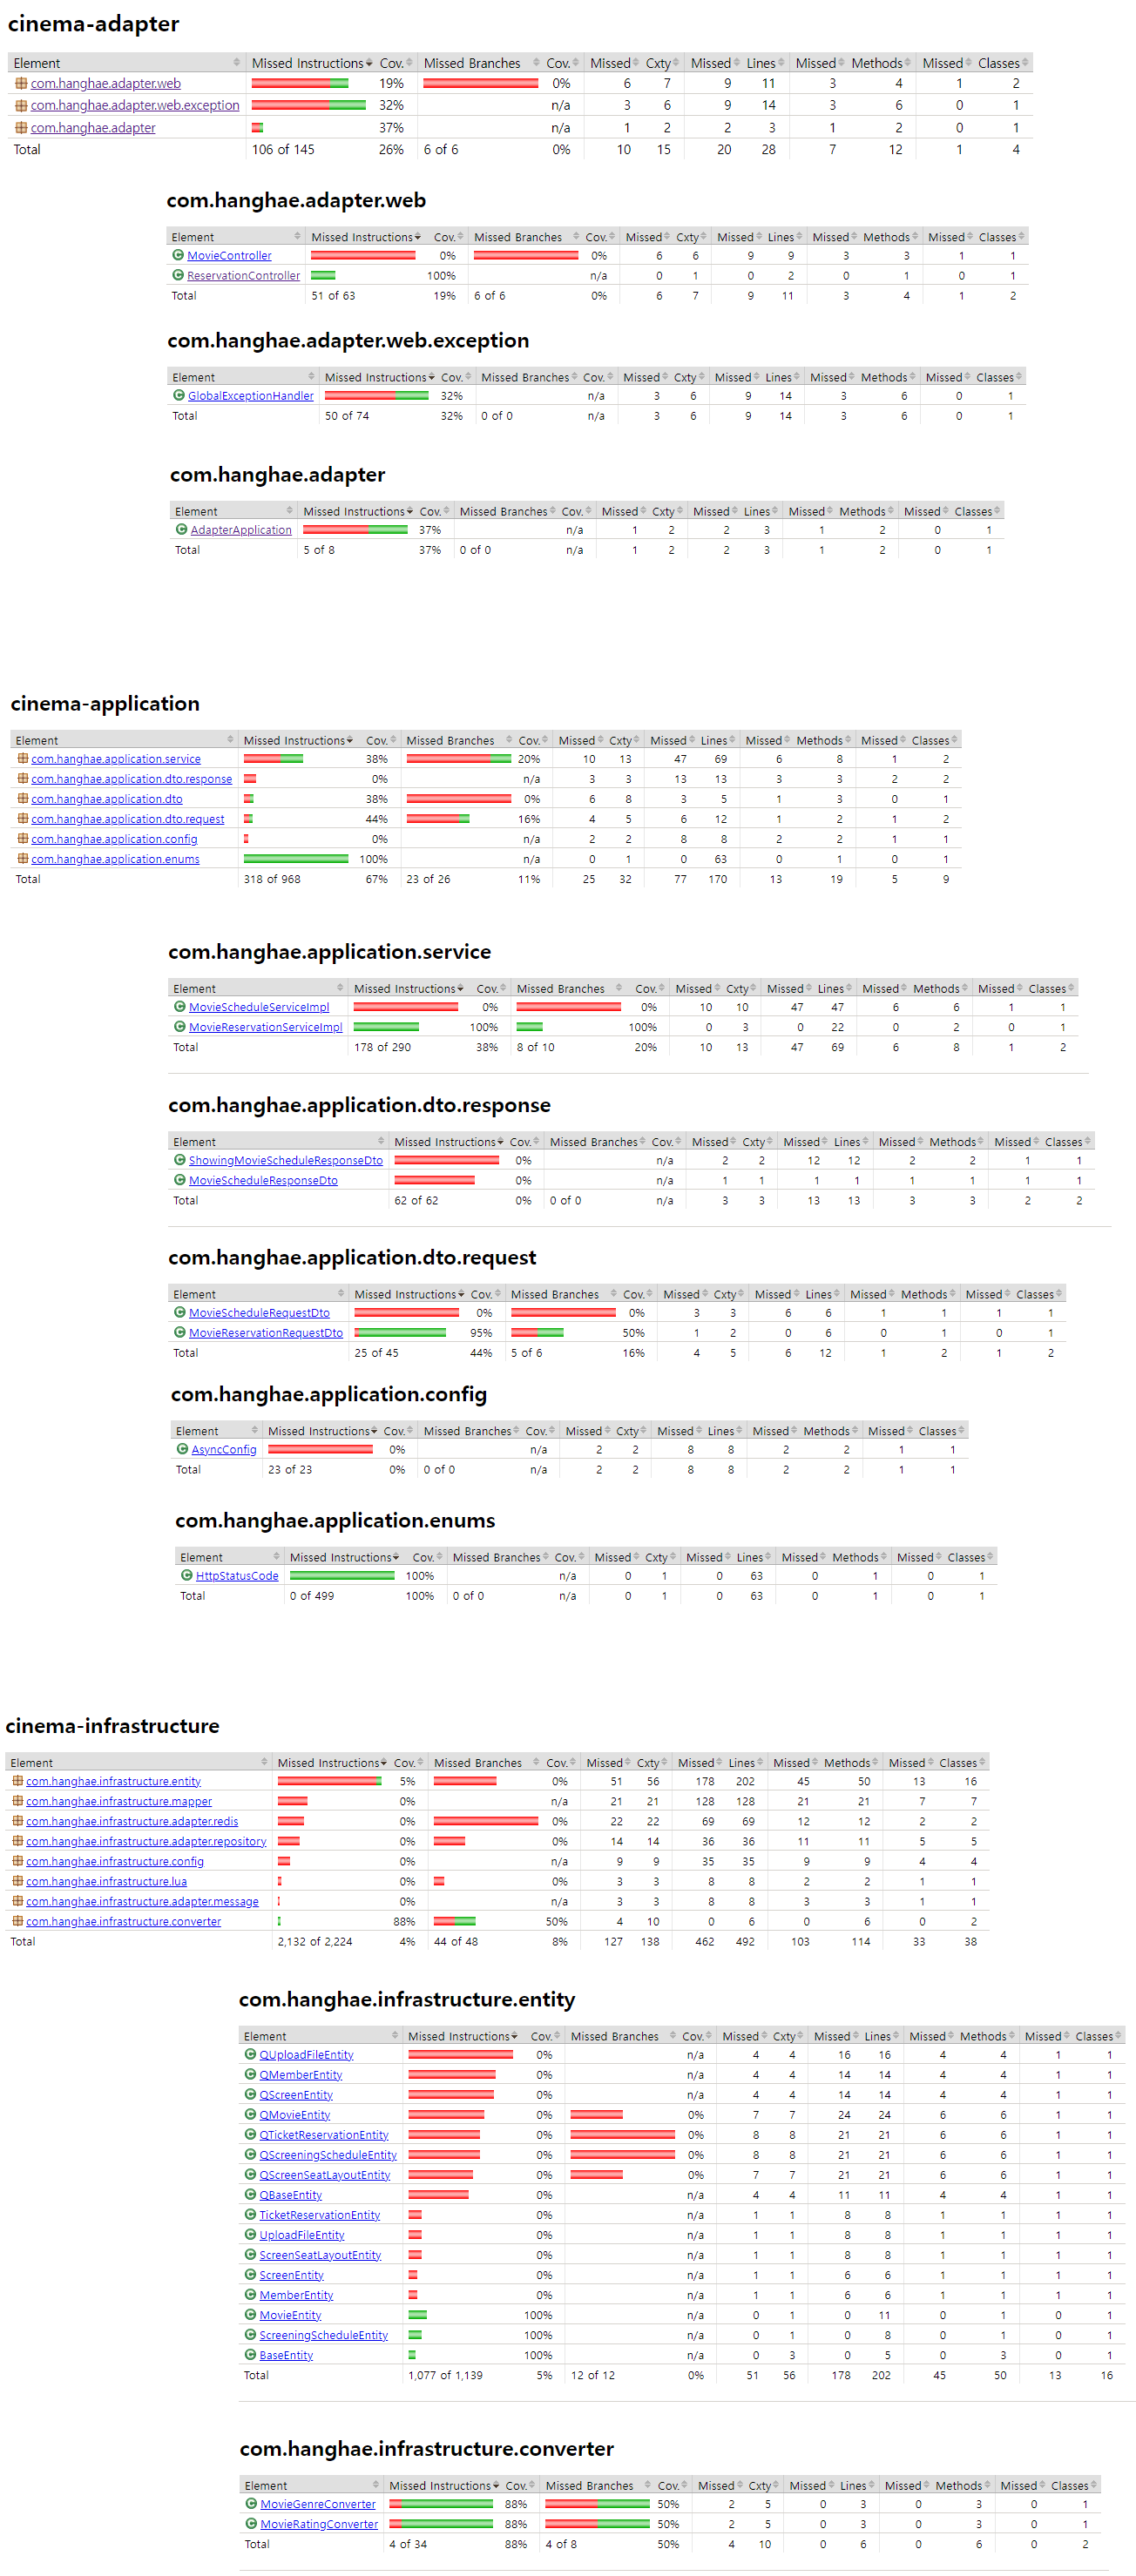 cinema-adapter
Element Missed Instructions Cov. Missed Branches Cov. Missed Cxty Missed Lines Missed Methods Missed Classes
com.hanghae.adapter.web 19% 0% 6 7 9 11 3 4 1 2
com.hanghae.adapter.web.exception 32% n/a 3 6 9 14 3 6 0 1
com.hanghae.adapter 37% n/a 1 2 2 3 1 2 0 1
Total 106 of 145 26% 6 of 6 0% 10 15 20 28 7 12 1 4
com.hanghae.adapter.web
Element Missed Instructions Cov. Missed Branches Cov. Missed Cxty Missed Lines Missed Methods Missed Classes
MovieController 0% 0% 6 6 9 9 3 3 1 1
ReservationController 100% n/a 0 1 0 2 0 1 0 1
Total 51 of 63 19% 6 of 6 0% 6 7 9 11 3 4 1 2
com.hanghae.adapter.web.exception
Element Missed Instructions Cov. Missed Branches Cov. Missed Cxty Missed Lines Missed Methods Missed Classes
GlobalExceptionHandler 32% n/a 3 6 9 14 3 6 0 1
Total 50 of 74 32% 0 of 0 n/a 3 6 9 14 3 6 0 1
com.hanghae.adapter
Element Missed Instructions Cov. Missed Branches Cov. Missed Cxty Missed Lines Missed Methods Missed Classes
AdapterApplication 37% n/a 1 2 2 3 1 2 0 1
Total 5 of 8 37% 0 of 0 n/a 1 2 2 3 1 2 0 1
cinema-application
Element Missed Instructions Cov. Missed Branches Cov. Missed Cxty Missed Lines Missed Methods Missed Classes
com.hanghae.application.service 38% 20% 10 13 47 69 6 8 1 2
com.hanghae.application.dto.response 0% n/a 3 3 13 13 3 3 2 2
com.hanghae.application.dto 38% 0% 6 8 3 5 1 3 0 1
com.hanghae.application.dto.request 44% 16% 4 5 6 12 1 2 1 2
com.hanghae.application.config 0% n/a 2 2 8 8 2 2 1 1
com.hanghae.application.enums 100% n/a 0 1 0 63 0 1 0 1
Total 318 of 968 67% 23 of 26 11% 25 32 77 170 13 19 5 9
com.hanghae.application.service
Element Missed Instructions Cov. Missed Branches Cov. Missed Cxty Missed Lines Missed Methods Missed Classes
MovieScheduleServiceImpl 0% 0% 10 10 47 47 6 6 1 1
MovieReservationServiceImpl 100% 100% 0 3 0 22 0 2 0 1
Total 178 of 290 38% 8 of 10 20% 10 13 47 69 6 8 1 2
com.hanghae.application.dto.response
Element Missed Instructions Cov. Missed Branches Cov. Missed Cxty Missed Lines Missed Methods Missed Classes
ShowingMovieScheduleResponseDto 0% n/a 2 2 12 12 2 2 1 1
MovieScheduleResponseDto 0% n/a 1 1 1 1 1 1 1 1
Total 62 of 62 0% 0 of 0 n/a 3 3 13 13 3 3 2 2
com.hanghae.application.dto.request
Element Missed Instructions Cov. Missed Branches Cov. Missed Cxty Missed Lines Missed Methods Missed Classes
MovieScheduleRequestDto 0% 0% 3 3 6 6 1 1 1 1
MovieReservationRequestDto 95% 50% 1 2 0 6 0 1 0 1
Total 25 of 45 44% 5 of 6 16% 4 5 6 12 1 2 1 2
com.hanghae.application.config
Element Missed Instructions Cov. Missed Branches Cov. Missed Cxty Missed Lines Missed Methods Missed Classes
AsyncConfig 0% n/a 2 2 8 8 2 2 1 1
Total 23 of 23 0% 0 of 0 n/a 2 2 8 8 2 2 1 1
com.hanghae.application.enums
Element Missed Instructions Cov. Missed Branches Cov. Missed Cxty Missed Lines Missed Methods Missed Classes
HttpStatusCode 100% n/a 0 1 0 63 0 1 0 1
Total 0 of 499 100% 0 of 0 n/a 0 1 0 63 0 1 0 1
cinema-infrastructure
Element Missed Instructions Cov. Missed Branches Cov. Missed Cxty Missed Lines Missed Methods Missed Classes
com.hanghae.infrastructure.entity 5% 0% 51 56 178 202 45 50 13 16
com.hanghae.infrastructure.mapper 0% n/a 21 21 128 128 21 21 7 7
com.hanghae.infrastructure.adapter.redis 0% 0% 22 22 69 69 12 12 2 2
com.hanghae.infrastructure.adapter.repository 0% 0% 14 14 36 36 11 11 5 5
com.hanghae.infrastructure.config 0% n/a 9 9 35 35 9 9 4 4
com.hanghae.infrastructure.lua 0% 0% 3 3 8 8 2 2 1 1
com.hanghae.infrastructure.adapter.message 0% n/a 3 3 8 8 3 3 1 1
com.hanghae.infrastructure.converter 88% 50% 4 10 0 6 0 6 0 2
Total 2,132 of 2,224 4% 44 of 48 8% 127 138 462 492 103 114 33 38
com.hanghae.infrastructure.entity
Element Missed Instructions Cov. Missed Branches Cov. Missed Cxty Missed Lines Missed Methods Missed Classes
QUploadFileEntity 0% n/a 4 4 16 16 4 4 1 1
QMemberEntity 0% n/a 4 4 14 14 4 4 1 1
QScreenEntity 0% n/a 4 4 14 14 4 4 1 1
QMovieEntity 0% 0% 7 7 24 24 6 6 1 1
QTicketReservationEntity 0% 0% 8 8 21 21 6 6 1 1
QScreeningScheduleEntity 0% 0% 8 8 21 21 6 6 1 1
QScreenSeatLayoutEntity 0% 0% 7 7 21 21 6 6 1 1
QBaseEntity 0% n/a 4 4 11 11 4 4 1 1
TicketReservationEntity 0% n/a 1 1 8 8 1 1 1 1
UploadFileEntity 0% n/a 1 1 8 8 1 1 1 1
ScreenSeatLayoutEntity 0% n/a 1 1 8 8 1 1 1 1
ScreenEntity 0% n/a 1 1 6 6 1 1 1 1
MemberEntity 0% n/a 1 1 6 6 1 1 1 1
MovieEntity 100% n/a 0 1 0 11 0 1 0 1
ScreeningScheduleEntity 100% n/a 0 1 0 8 0 1 0 1
BaseEntity 100% n/a 0 3 0 5 0 3 0 1
Total 1,077 of 1,139 5% 12 of 12 0% 51 56 178 202 45 50 13 16
com.hanghae.infrastructure.converter
Element Missed Instructions Cov. Missed Branches Cov. Missed Cxty Missed Lines Missed Methods Missed Classes
MovieGenreConverter 88% 50% 2 5 0 3 0 3 0 1
MovieRatingConverter 88% 50% 2 5 0 3 0 3 0 1
Total 4 of 34 88% 4 of 8 50% 4 10 0 6 0 6 0 2